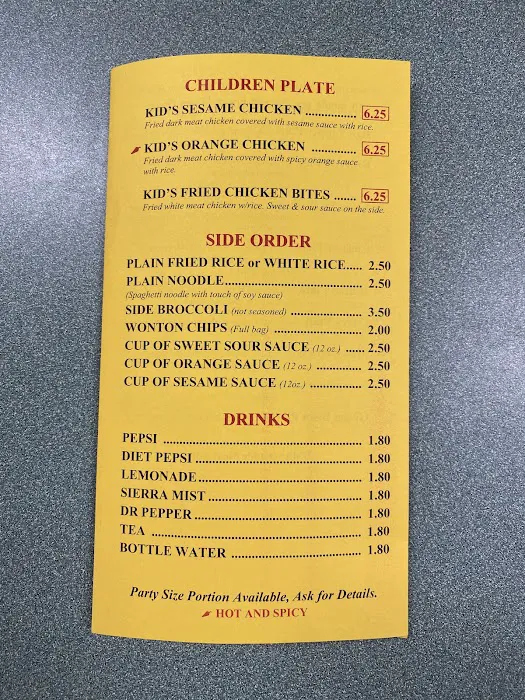 CHILDREN PLATE
KID'S SESAME CHICKEN ................ 6.25
Fried dark meat chicken covered with sesame sauce with rice.
KID'S ORANGE CHICKEN ............. 6.25
Fried dark meat chicken covered with spicy orange sauce
with rice.
KID'S FRIED CHICKEN BITES ....... 6.25
Fried white meat chicken w/rice. Sweet & sour sauce on the side.
SIDE ORDER
PLAIN FRIED RICE or WHITE RICE..... 2.50
PLAIN NOODLE................................ 2.50
(Spaghetti noodle with touch of soy sauce)
SIDE BROCCOLI (not seasoned) .................. 3.50
WONTON CHIPS (Full bag) ...................... 2.00
CUP OF SWEET SOUR SAUCE (12 oz.) ...... 2.50
CUP OF ORANGE SAUCE (12 oz.) ................. 2.50
CUP OF SESAME SAUCE (12oz.) ................. 2.50
DRINKS
PEPSI .................................................. 1.80
DIET PEPSI .......................................... 1.80
LEMONADE......................................... 1.80
SIERRA MIST....................................... 1.80
DR PEPPER.......................................... 1.80
TEA ..................................................... 1.80
BOTTLE WATER ................................. 1.80
Party Size Portion Available, Ask for Details.
HOT AND SPICY